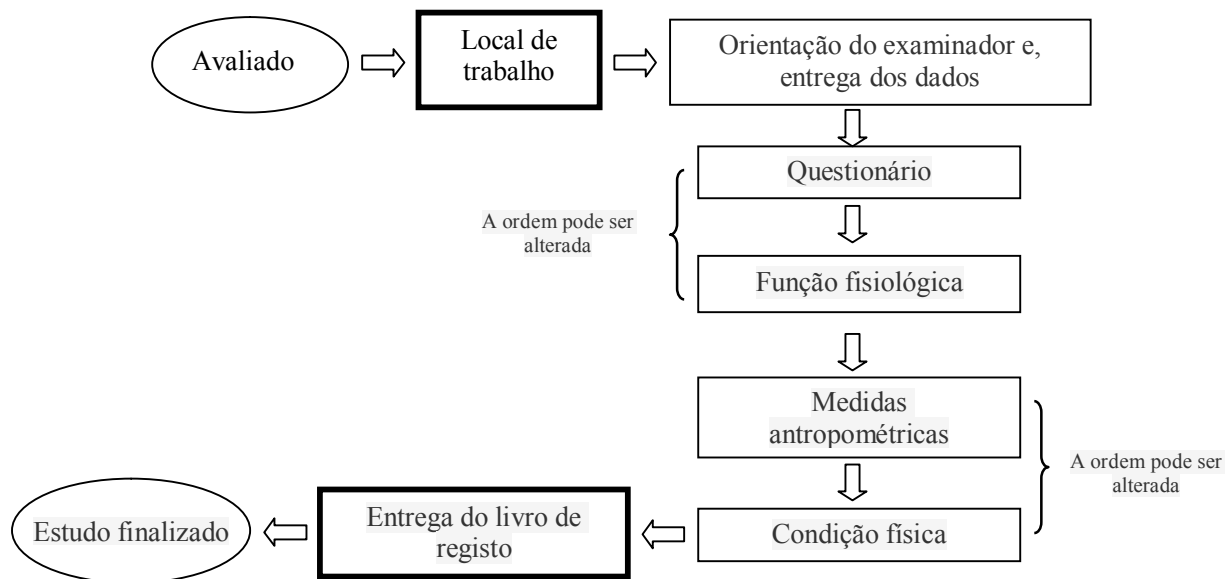 Avaliado
Local de
trabalho
Orientação do examinador e,
entrega dos dados
Questionário
A ordem pode ser
alterada
Função fisiológica
Medidas
antropométricas
A ordem pode ser
alterada
Condição física
Entrega do livro de
registo
Estudo finalizado